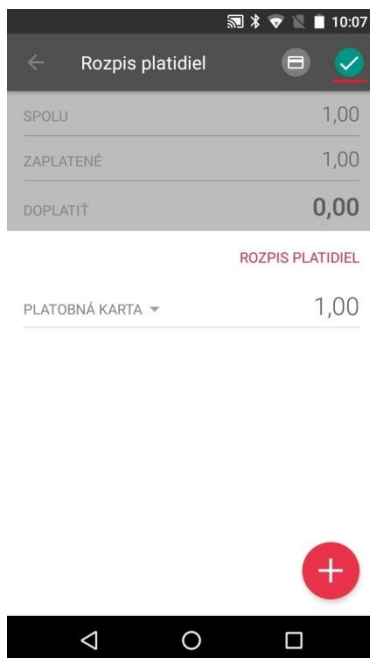 10:07
Rozpis platidiel
SPOLU 1,00
ZAPLATENÉ 1,00
DOPLATIŤ 0,00
ROZPIS PLATIDIEL
PLATOBNÁ KARTA 1,00